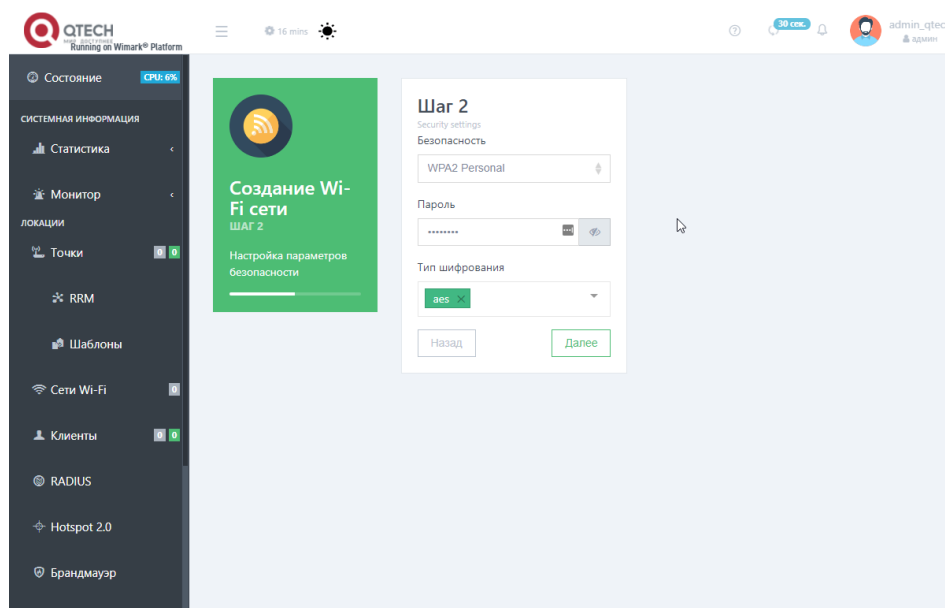 QTECH
МИР ДОСТУПНЕЕ
Running on Wimark® Platform
16 mins
30 сек.
admin_qtec
админ
Состояние
CPU: 6%
СИСТЕМНАЯ ИНФОРМАЦИЯ
Статистика
Монитор
ЛОКАЦИИ
Точки
0 0
RRM
Шаблоны
Сети Wi-Fi
0
Клиенты
0 0
RADIUS
Hotspot 2.0
Брандмауэр
Создание Wi-
Fi сети
ШАГ 2
Настройка параметров
безопасности
Шаг 2
Security settings
Безопасность
WPA2 Personal
Пароль
Тип шифрования
aes
Назад
Далее